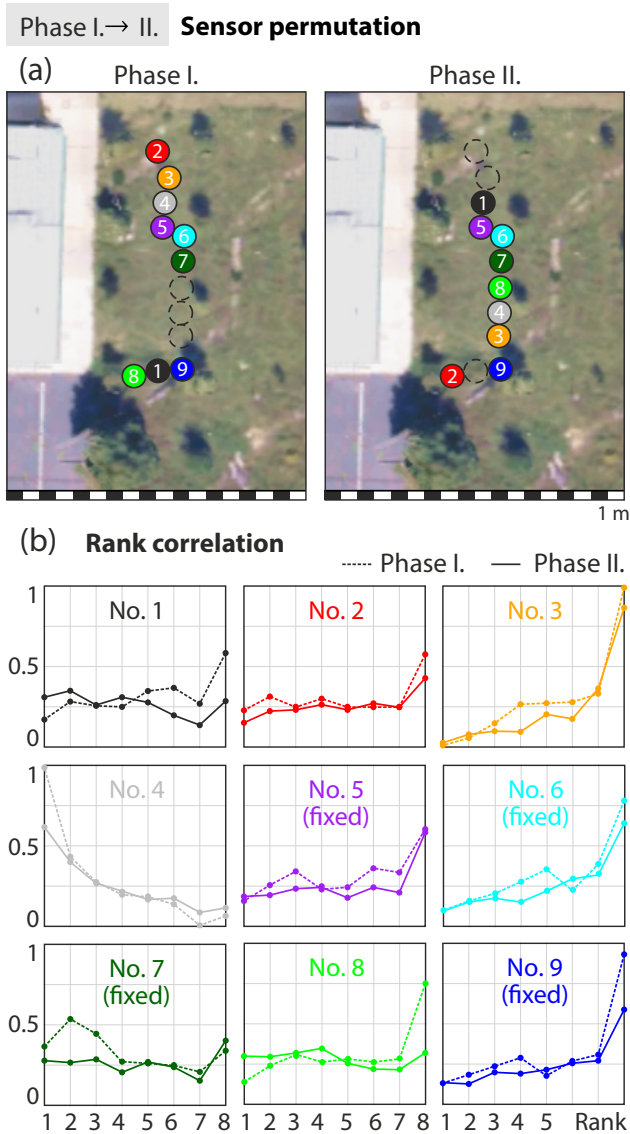 Phase I.→ II. Sensor permutation
(a) Phase I. Phase II.
2
3
4
5
6
7
8 1 9
1
5
6
7
8
4
3
2 9
1 m
(b) Rank correlation
Phase I. Phase II.
1 No. 1 No. 2 No. 3
0.5
0
1 No. 4 No. 5 No. 6
(fixed) (fixed)
0.5
0
1 No. 7 No. 8 No. 9
(fixed) (fixed)
0.5
0
1 2 3 4 5 6 7 8 1 2 3 4 5 6 7 8 1 2 3 4 5 Rank